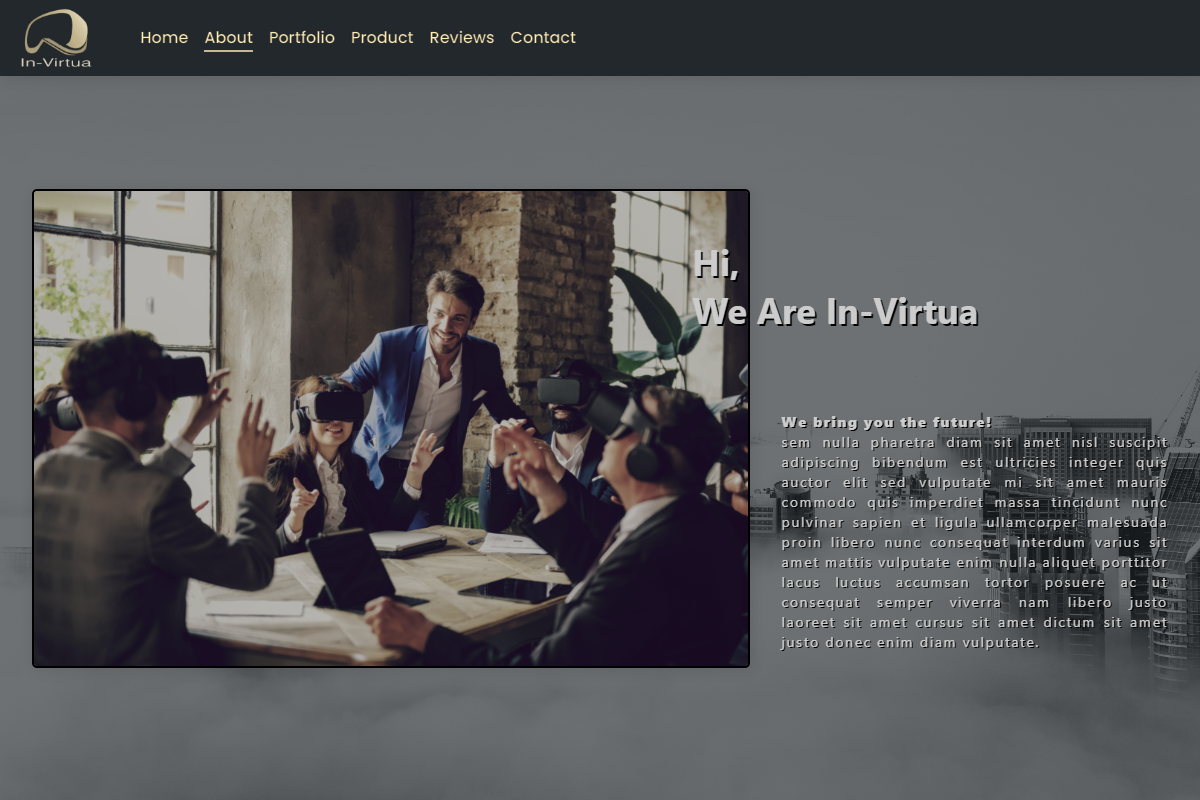 In-Virtua
Home About Portfolio Product Reviews Contact
Hi,
We Are In-Virtua
We bring you the future!
sem nulla pharetra diam sit amet nisl suscipit
adipiscing bibendum est ultricies integer quis
auctor elit sed vulputate mi sit amet mauris
commodo quis imperdiet massa tincidunt nunc
pulvinar sapien et ligula ullamcorper malesuada
proin libero nunc consequat interdum varius sit
amet mattis vulputate enim nulla aliquet porttitor
lacus luctus accumsan tortor posuere ac ut
consequat semper viverra nam libero justo
laoreet sit amet cursus sit amet dictum sit amet
justo donec enim diam vulputate.